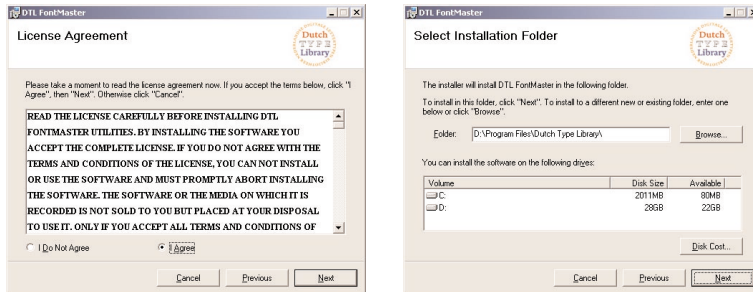 DTL FontMaster
License Agreement
Dutch
TYPE
Library
Please take a moment to read the license agreement now. If you accept the terms below, click "I
Agree", then "Next". Otherwise click "Cancel".
READ THE LICENSE CAREFULLY BEFORE INSTALLING DTL
FONTMASTER UTILITIES. BY INSTALLING THE SOFTWARE YOU
ACCEPT THE COMPLETE LICENSE. IF YOU DO NOT AGREE WITH THE
TERMS AND CONDITIONS OF THE LICENSE, YOU CAN NOT INSTALL
OR USE THE SOFTWARE AND MUST PROMPTLY ABORT INSTALLING
THE SOFTWARE. THE SOFTWARE OR THE MEDIA ON WHICH IT IS
RECORDED IS NOT SOLD TO YOU BUT PLACED AT YOUR DISPOSAL
TO USE IT. ONLY IF YOU ACCEPT ALL TERMS AND CONDITIONS OF
I Do Not Agree
I Agree
Cancel
Previous
Next
DTL FontMaster
Select Installation Folder
Dutch
TYPE
Library
The installer will install DTL FontMaster in the following folder.
To install in this folder, click "Next". To install to a different new or existing folder, enter one
below or click "Browse".
Folder: D:\Program Files\Dutch Type Library\ Browse...
You can install the software on the following drives:
Volume Disk Size Available
C: 2011MB 80MB
D: 28GB 22GB
Disk Cost...
Cancel
Previous
Next